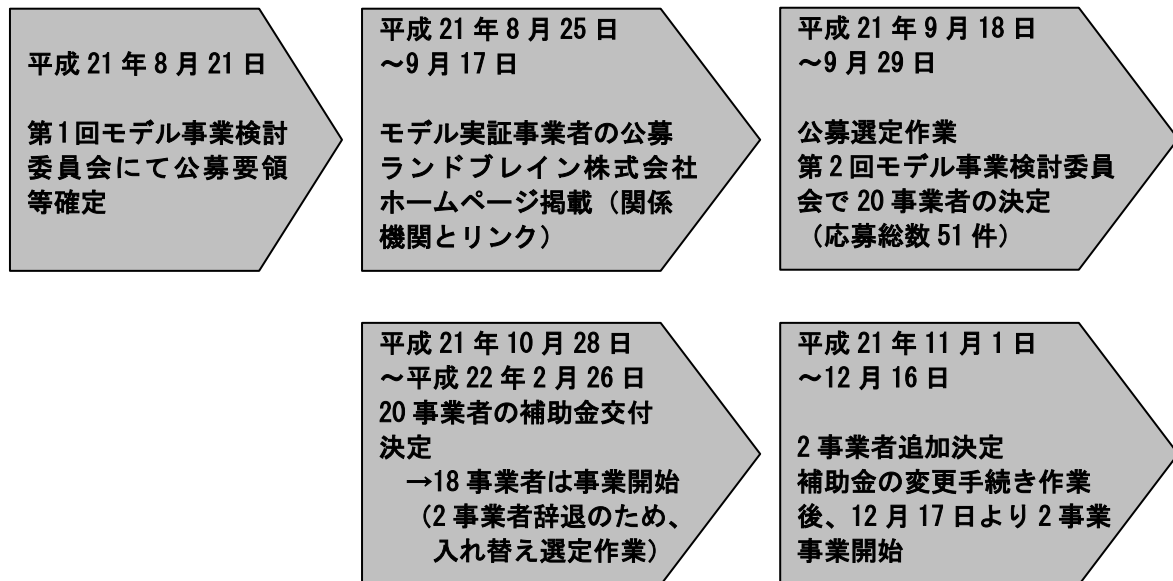 平成 21 年 8 月 21 日
第1回モデル事業検討
委員会にて公募要領
等確定
平成 21 年 8 月 25 日
～9 月 17 日
モデル実証事業者の公募
ランドブレイン株式会社
ホームページ掲載（関係
機関とリンク）
平成 21 年 9 月 18 日
～9 月 29 日
公募選定作業
第 2 回モデル事業検討委員
会で 20 事業者の決定
（応募総数 51 件）
平成 21 年 10 月 28 日
～平成 22 年 2 月 26 日
20 事業者の補助金交付
決定
→18 事業者は事業開始
（2 事業者辞退のため、
入れ替え選定作業）
平成 21 年 11 月 1 日
～12 月 16 日
2 事業者追加決定
補助金の変更手続き作業
後、12 月 17 日より 2 事業
事業開始